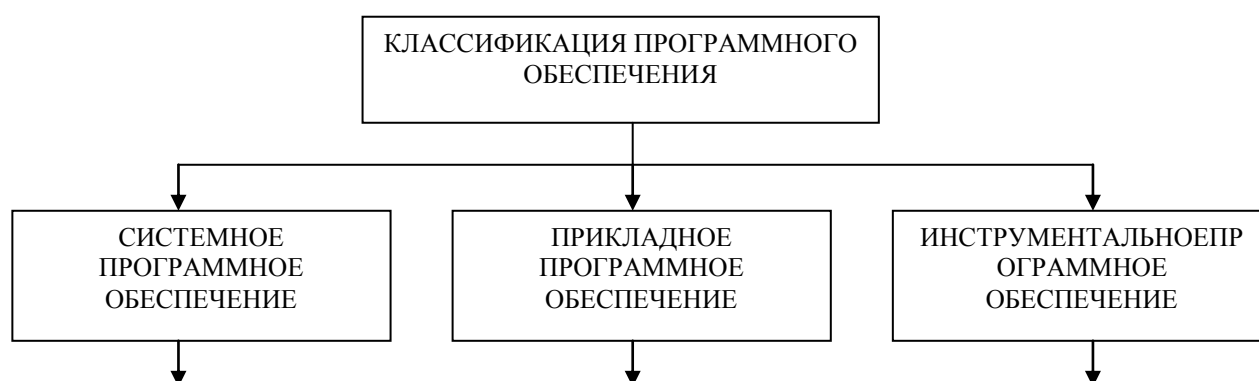 КЛАССИФИКАЦИЯ ПРОГРАММНОГО
ОБЕСПЕЧЕНИЯ
СИСТЕМНОЕ
ПРОГРАММНОЕ
ОБЕСПЕЧЕНИЕ
ПРИКЛАДНОЕ
ПРОГРАММНОЕ
ОБЕСПЕЧЕНИЕ
ИНСТРУМЕНТАЛЬНОЕПР
ОГРАММНОЕ
ОБЕСПЕЧЕНИЕ